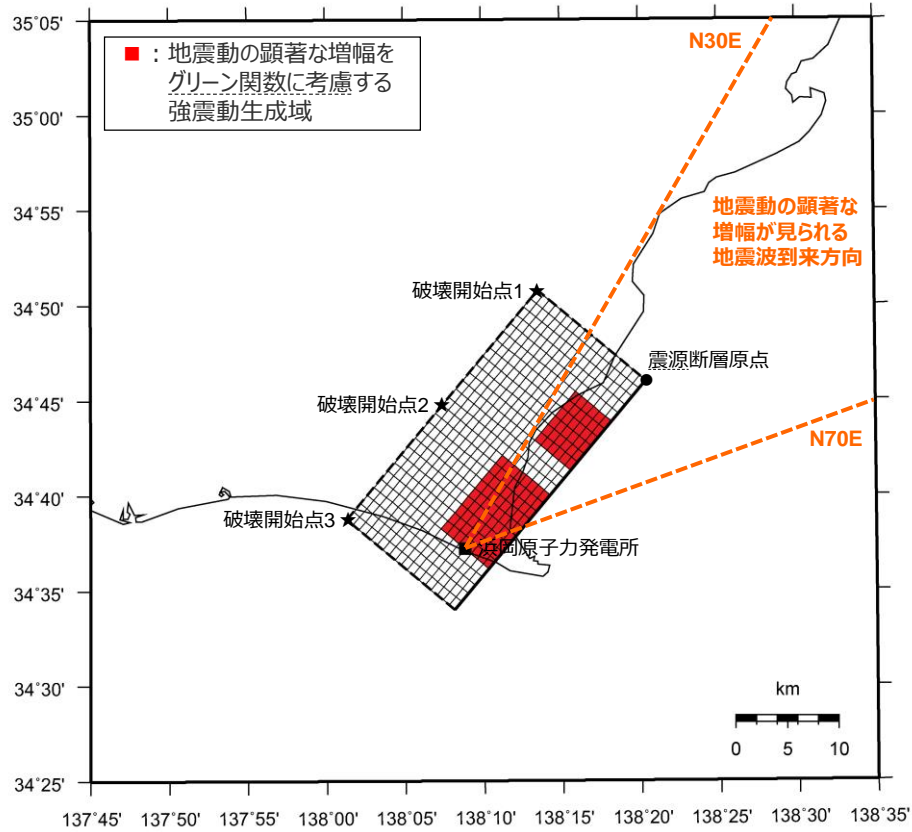 35˚05'
35˚00'
34˚55'
34˚50'
34˚45'
34˚40'
34˚35'
34˚30'
34˚25'
■ : 地震動の顕著な増幅を
グリーン関数に考慮する
強震動生成域
N30E
地震動の顕著な
増幅が見られる
地震波到来方向
破壊開始点1
震源断層原点
破壊開始点2
N70E
破壊開始点3
浜岡原子力発電所
km
0 5 10
137˚45' 137˚50' 137˚55' 138˚00' 138˚05' 138˚10' 138˚15' 138˚20' 138˚25' 138˚30' 138˚35'